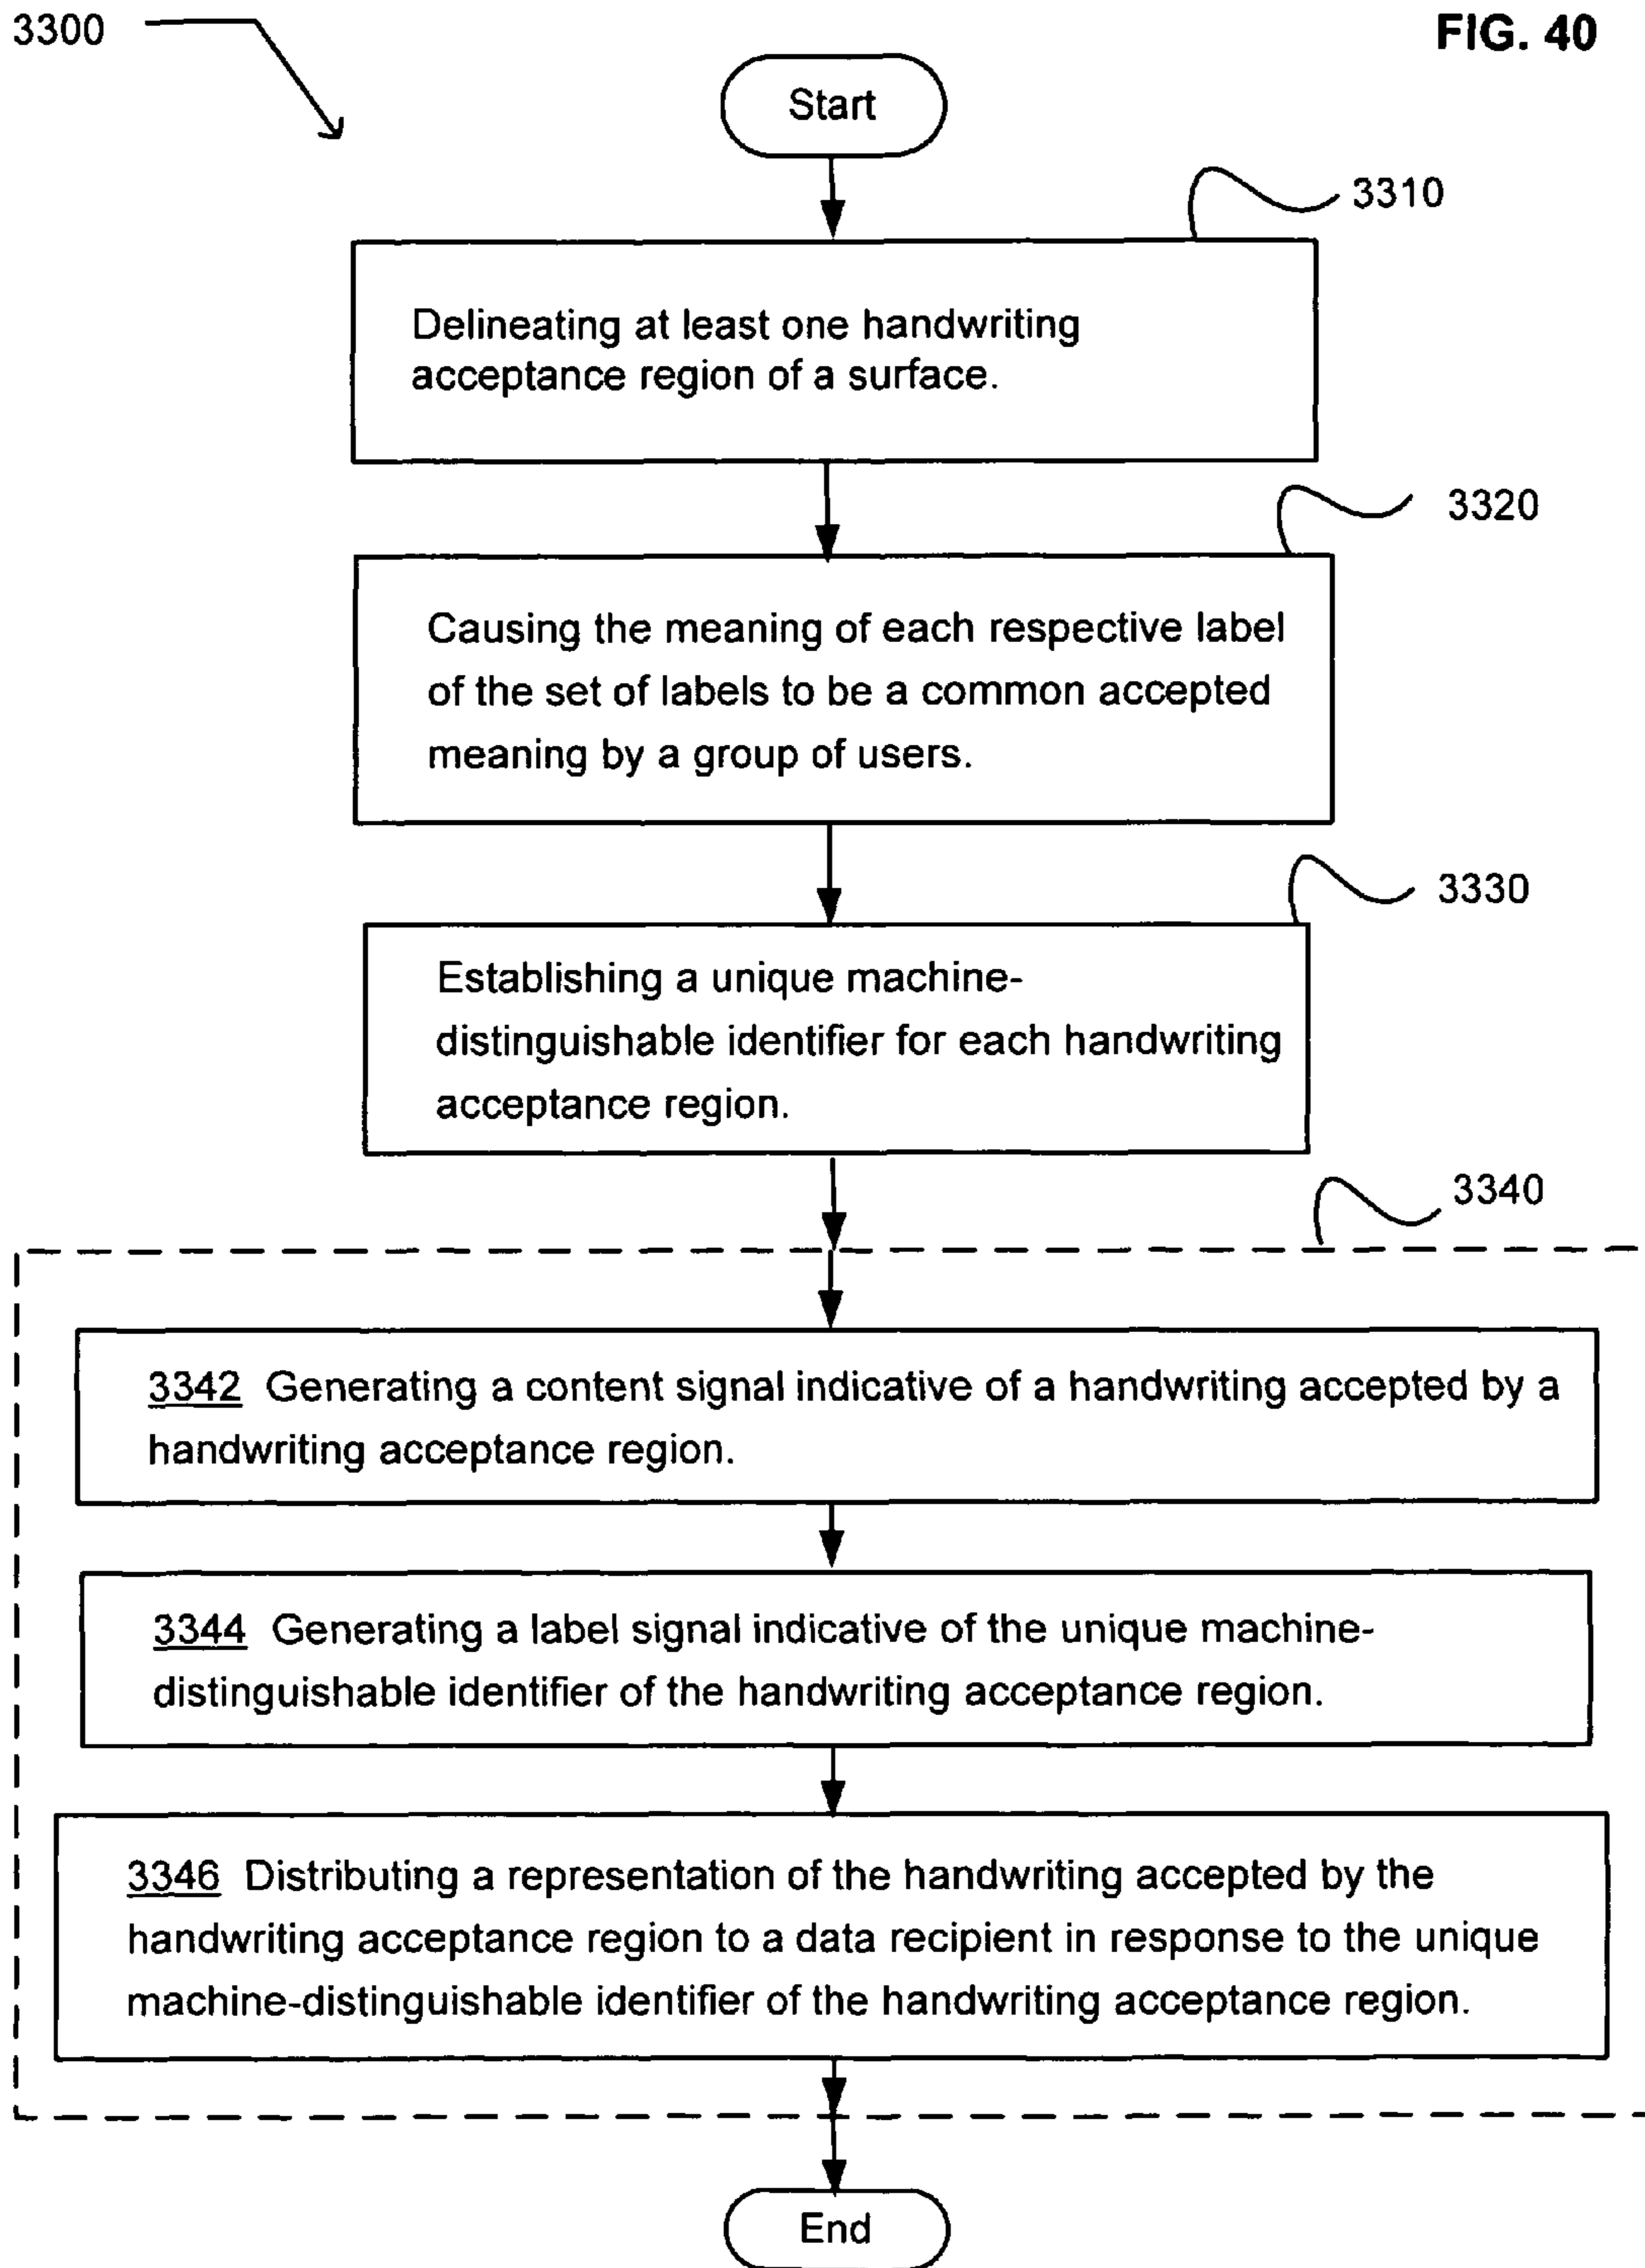 3300
FIG. 40
Start
3310
Delineating at least one handwriting
acceptance region of a surface.
3320
Causing the meaning of each respective label
of the set of labels to be a common accepted
meaning by a group of users.
3330
Establishing a unique machine-
distinguishable identifier for each handwriting
acceptance region.
3340
3342 Generating a content signal indicative of a handwriting accepted by a
handwriting acceptance region.
3344 Generating a label signal indicative of the unique machine-
distinguishable identifier of the handwriting acceptance region.
3346 Distributing a representation of the handwriting accepted by the
handwriting acceptance region to a data recipient in response to the unique
machine-distinguishable identifier of the handwriting acceptance region.
End